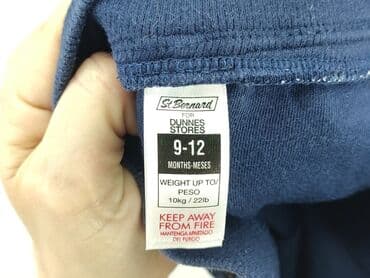 St Bernard
FOR
DUNNES
STORES
9-12
MONTHS-MESES
WEIGHT UP TO/
PESO
10kg / 22lb
KEEP AWAY
FROM FIRE
MANTENGA APARTADO
DEL FUEGO